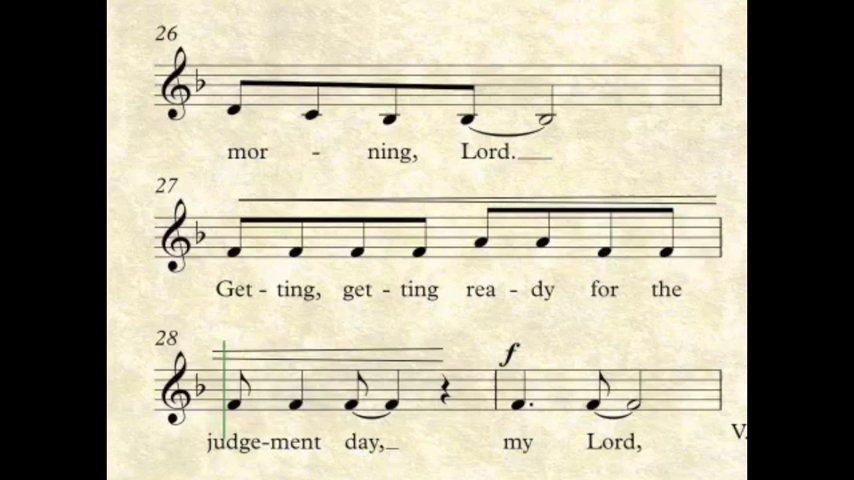 26
mor - ning, Lord.__
27
Get - ting, get - ting rea - dy for the
28
f
judge-ment day,_ my Lord,
V.